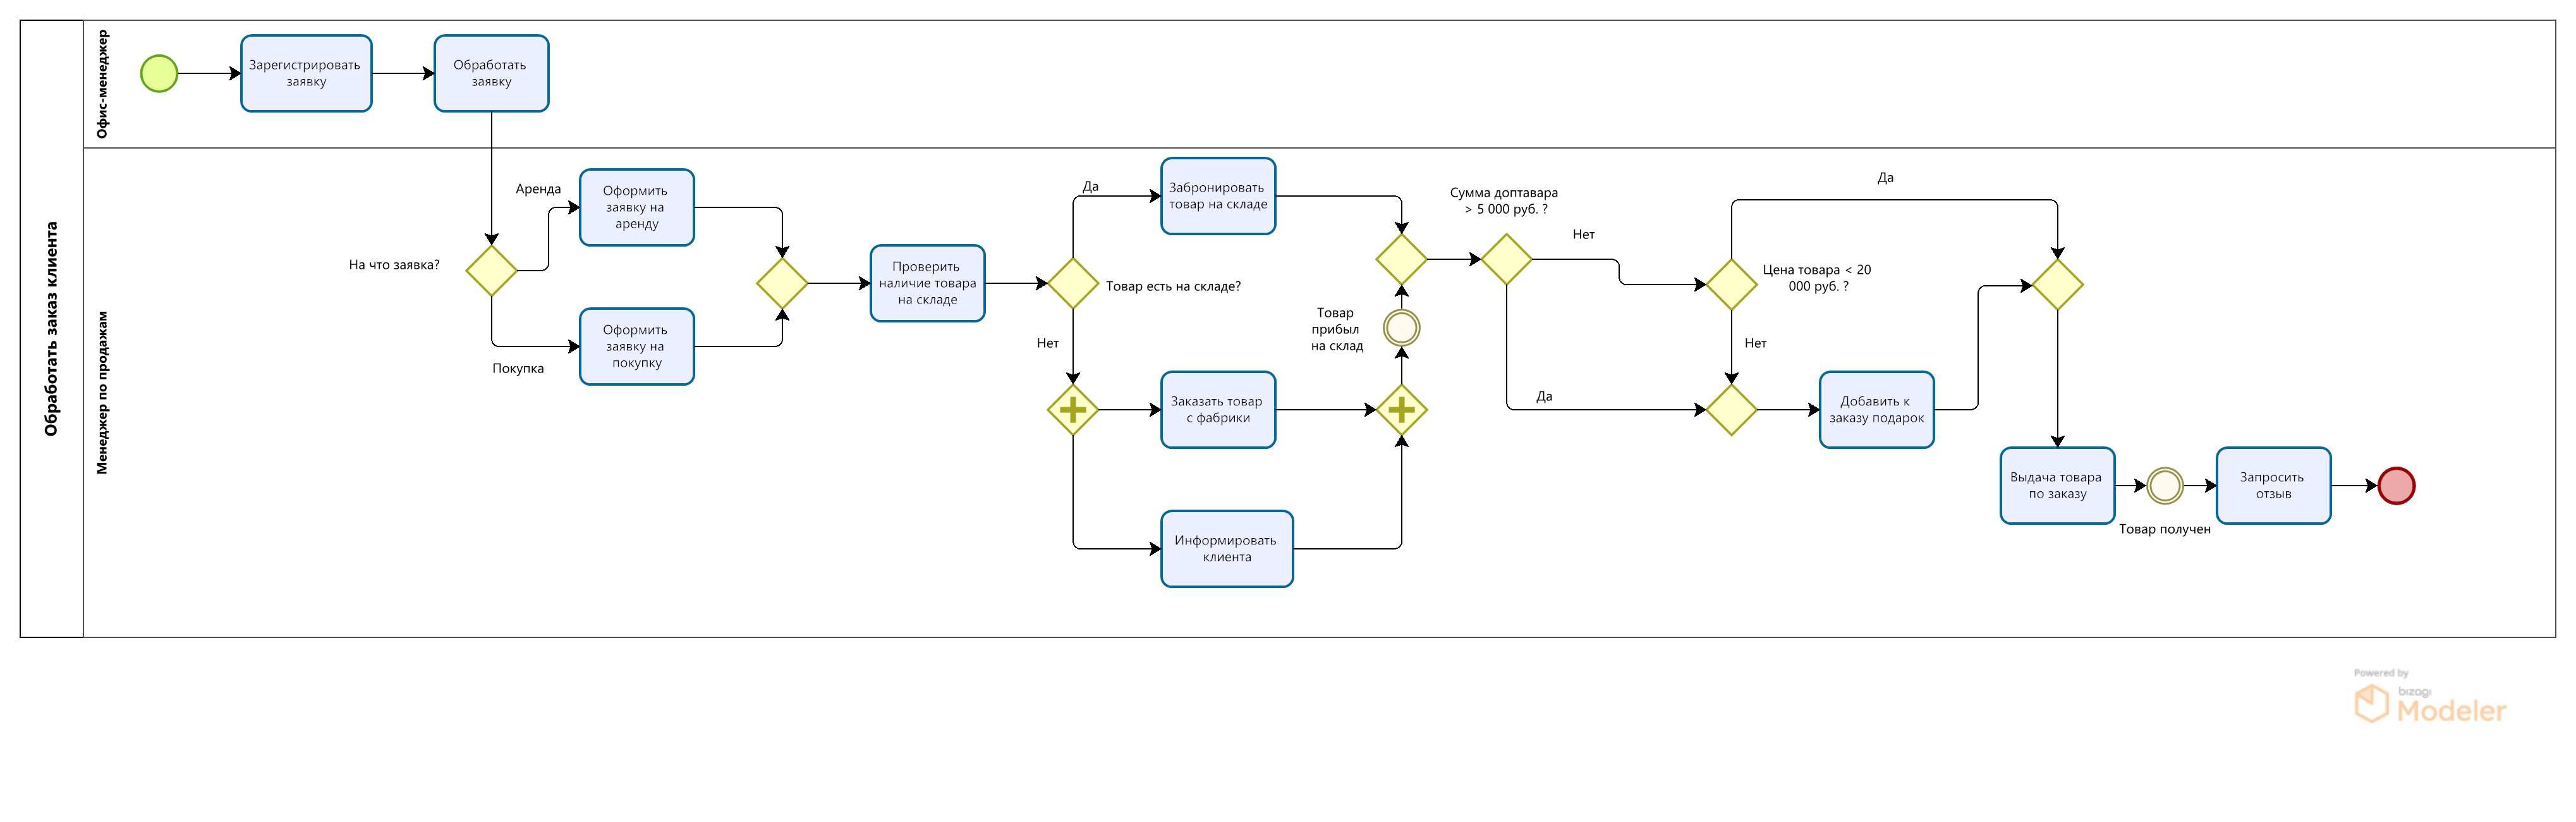 Обработать заказ клиента
Офис-менеджер
Зарегистрировать
заявку
Обработать
заявку
Менеджер по продажам
На что заявка?
Аренда
Оформить
заявку на
аренду
Покупка
Оформить
заявку на
покупку
Проверить
наличие товара
на складе
Товар есть на складе?
Да
Забронировать
товар на складе
Нет
Заказать товар
с фабрики
Информировать
клиента
Товар
прибыл
на склад
Сумма доптавара
> 5 000 руб. ?
Нет
Да
Цена товара < 20
000 руб. ?
Да
Нет
Добавить к
заказу подарок
Выдача товара
по заказу
Товар получен
Запросить
отзыв
Powered by
bizagi
Modeler